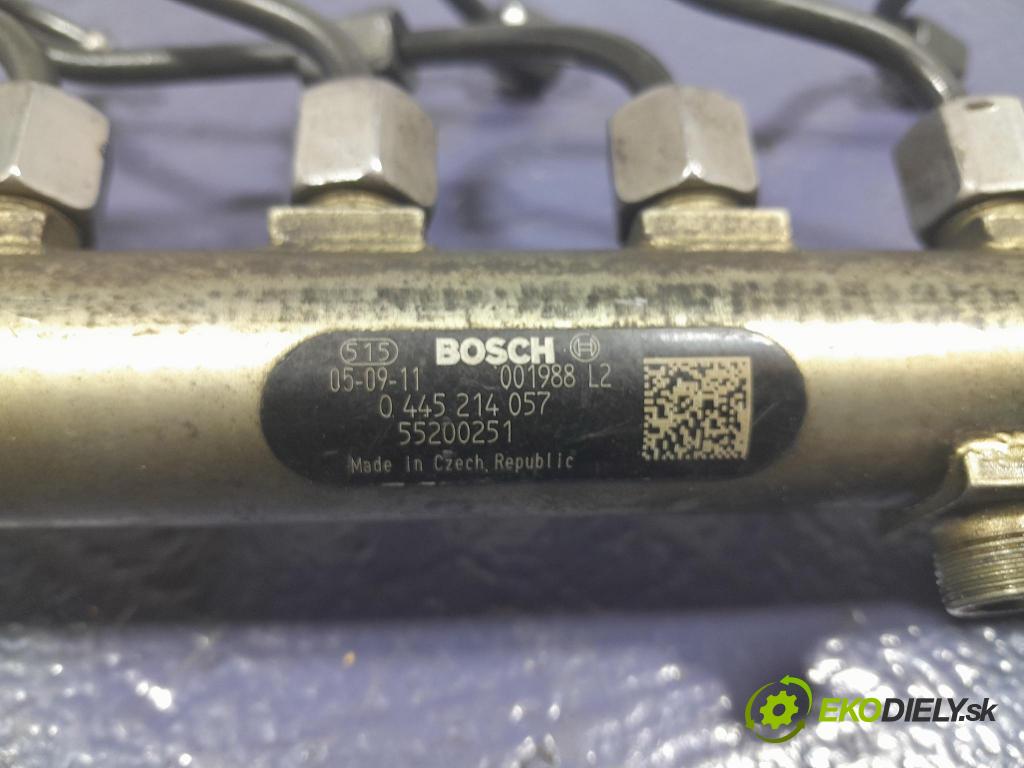 515 BOSCH
05-09-11 001988 L2
0 445 214 057
55200251
Made in Czech Republic
EKODIELY.sk